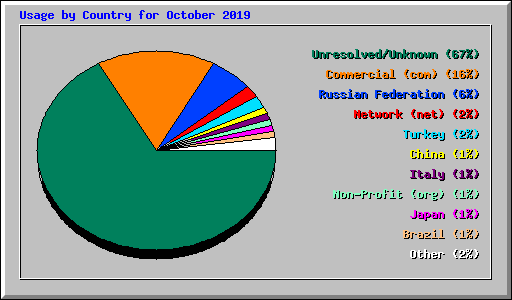 Usage by Country for October 2019
Unresolved/Unknown (67%)
Commercial (com) (16%)
Russian Federation (6%)
Network (net) (2%)
Turkey (2%)
China (1%)
Italy (1%)
Non-Profit (org) (1%)
Japan (1%)
Brazil (1%)
Other (2%)